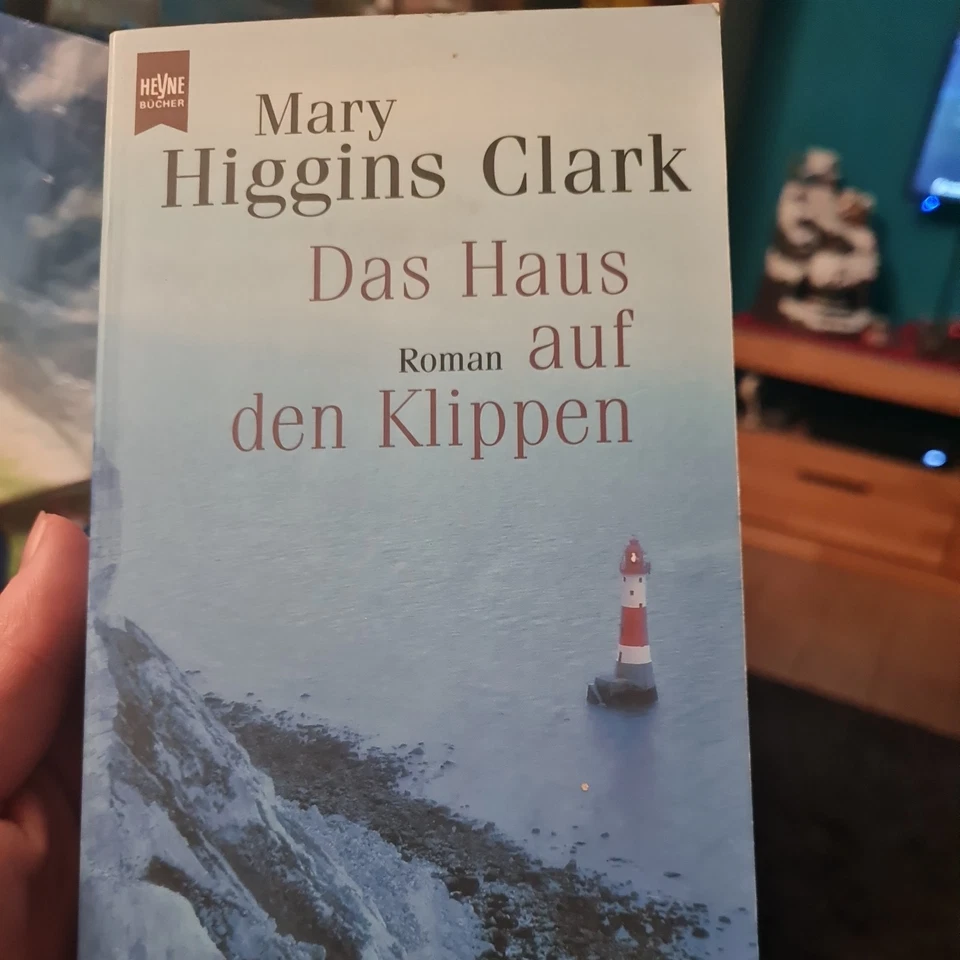 HEYNE
BÜCHER
Mary
Higgins Clark
Das Haus
Roman auf
den Klippen